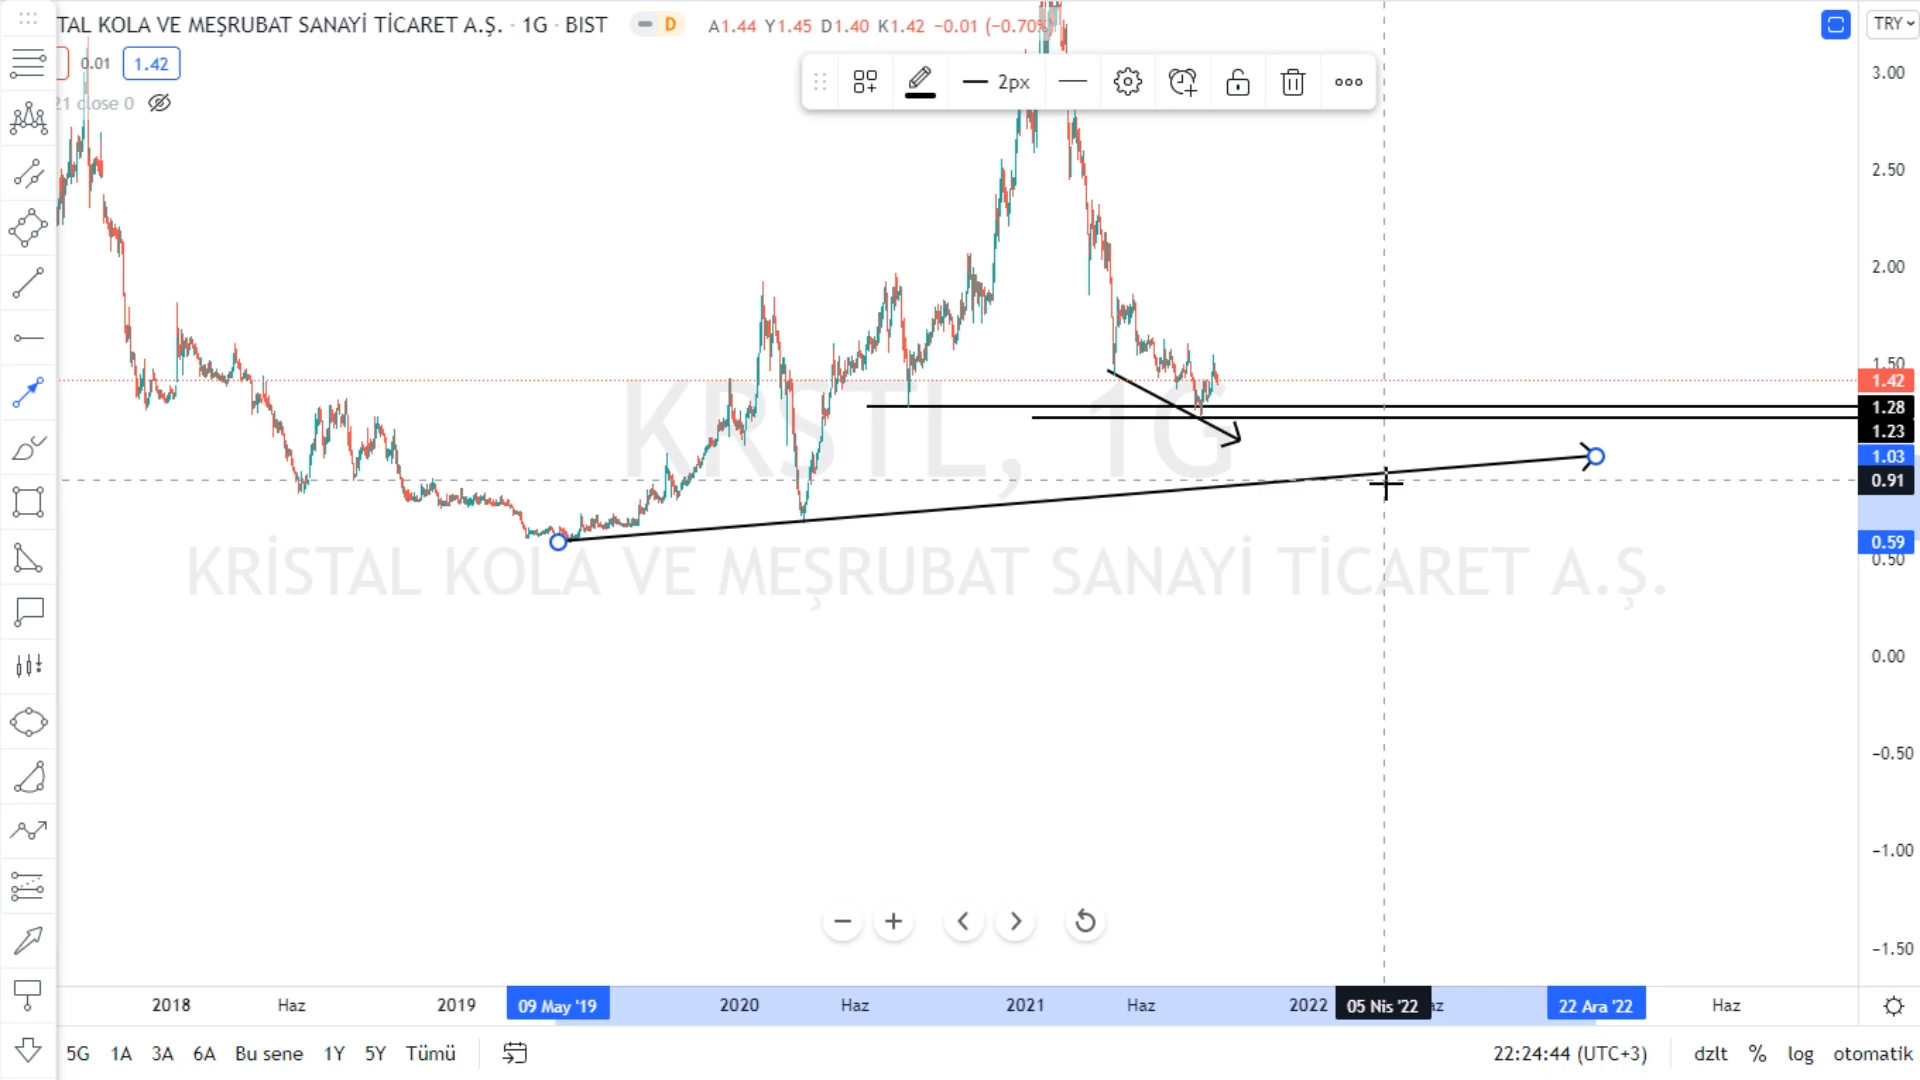 TAL KOLA VE MEŞRUBAT SANAYİ TİCARET A.Ş. · 1G · BIST D A1.44 Y1.45 D1.40 K1.42 −0.01 (−0.70%)
0.01 1.42
21 close 0
2px
TRY
3.00
2.50
2.00
1.50
1.42
1.28
1.23
1.03
0.91
0.59
0.50
0.00
−0.50
−1.00
−1.50
KRSTL, 1G
KRİSTAL KOLA VE MEŞRUBAT SANAYİ TİCARET A.Ş.
2018 Haz 2019 09 May '19 2020 Haz 2021 Haz 2022 05 Nis '22 az 22 Ara '22 Haz
5G 1A 3A 6A Bu sene 1Y 5Y Tümü 22:24:44 (UTC+3) dzlt % log otomatik